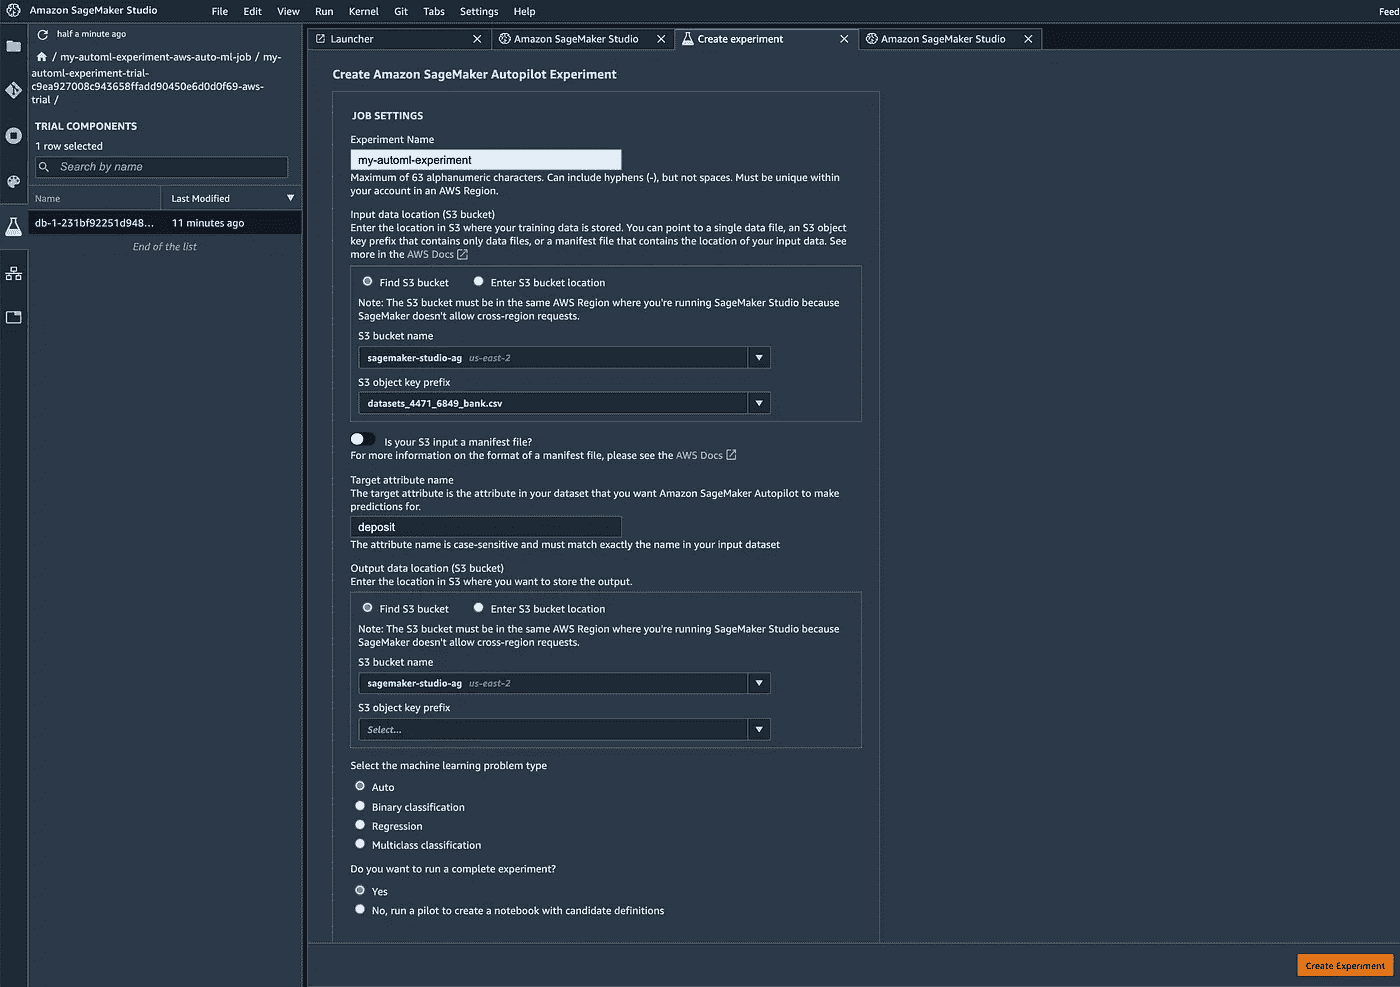 Amazon SageMaker Studio
File Edit View Run Kernel Git Tabs Settings Help
Feed
half a minute ago
/ my-automl-experiment-aws-auto-ml-job / my-
automl-experiment-trial-
c9ea927008c943658ffadd90450e6d0d0f69-aws-
trial /
TRIAL COMPONENTS
1 row selected
Search by name
Name Last Modified
db-1-231bf92251d948... 11 minutes ago
End of the list
Launcher
Amazon SageMaker Studio
Create experiment
Amazon SageMaker Studio
Create Amazon SageMaker Autopilot Experiment
JOB SETTINGS
Experiment Name
my-automl-experiment
Maximum of 63 alphanumeric characters. Can include hyphens (-), but not spaces. Must be unique within
your account in an AWS Region.
Input data location (S3 bucket)
Enter the location in S3 where your training data is stored. You can point to a single data file, an S3 object
key prefix that contains only data files, or a manifest file that contains the location of your input data. See
more in the AWS Docs
Find S3 bucket Enter S3 bucket location
Note: The S3 bucket must be in the same AWS Region where you're running SageMaker Studio because
SageMaker doesn't allow cross-region requests.
S3 bucket name
sagemaker-studio-ag us-east-2
S3 object key prefix
datasets_4471_6849_bank.csv
Is your S3 input a manifest file?
For more information on the format of a manifest file, please see the AWS Docs
Target attribute name
The target attribute is the attribute in your dataset that you want Amazon SageMaker Autopilot to make
predictions for.
deposit
The attribute name is case-sensitive and must match exactly the name in your input dataset
Output data location (S3 bucket)
Enter the location in S3 where you want to store the output.
Find S3 bucket Enter S3 bucket location
Note: The S3 bucket must be in the same AWS Region where you're running SageMaker Studio because
SageMaker doesn't allow cross-region requests.
S3 bucket name
sagemaker-studio-ag us-east-2
S3 object key prefix
Select...
Select the machine learning problem type
Auto
Binary classification
Regression
Multiclass classification
Do you want to run a complete experiment?
Yes
No, run a pilot to create a notebook with candidate definitions
Create Experiment